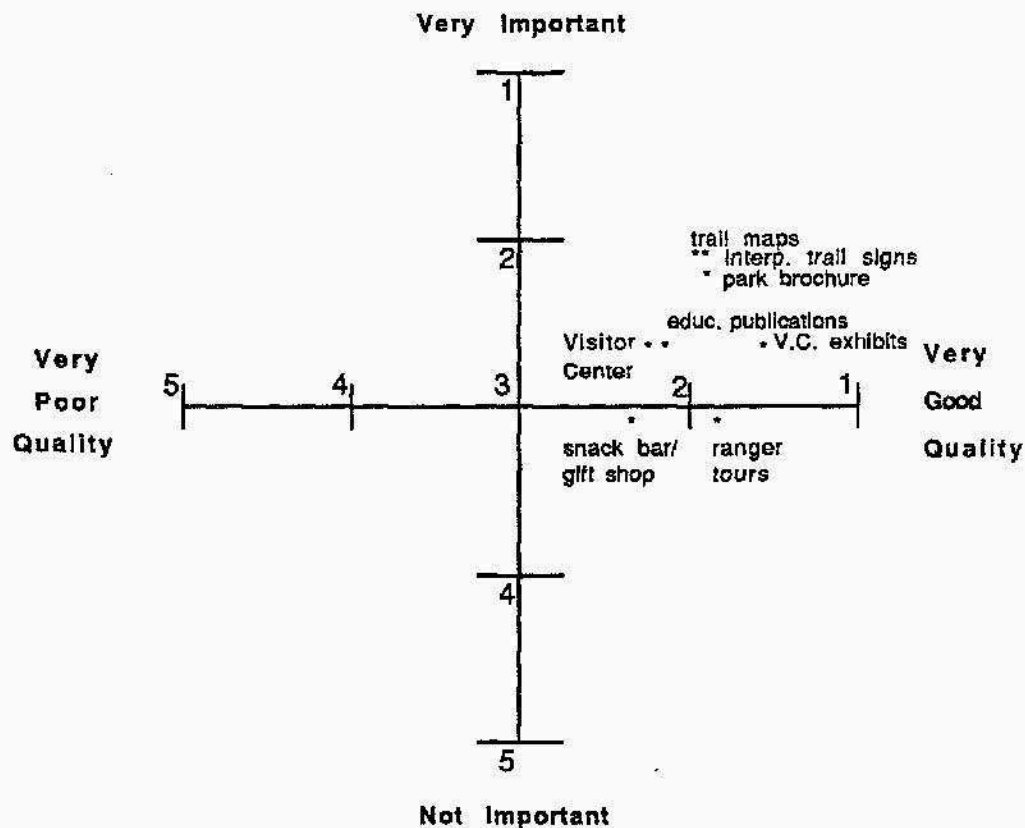 Very Important
1
2
trail maps
** interp. trail signs
* park brochure
educ. publications
Visitor * *
* V.C. exhibits
Center
Very
Poor
Quality
5
4
3
2
1
Very
Good
Quality
*
*
snack bar/
gift shop
ranger
tours
4
5
Not Important